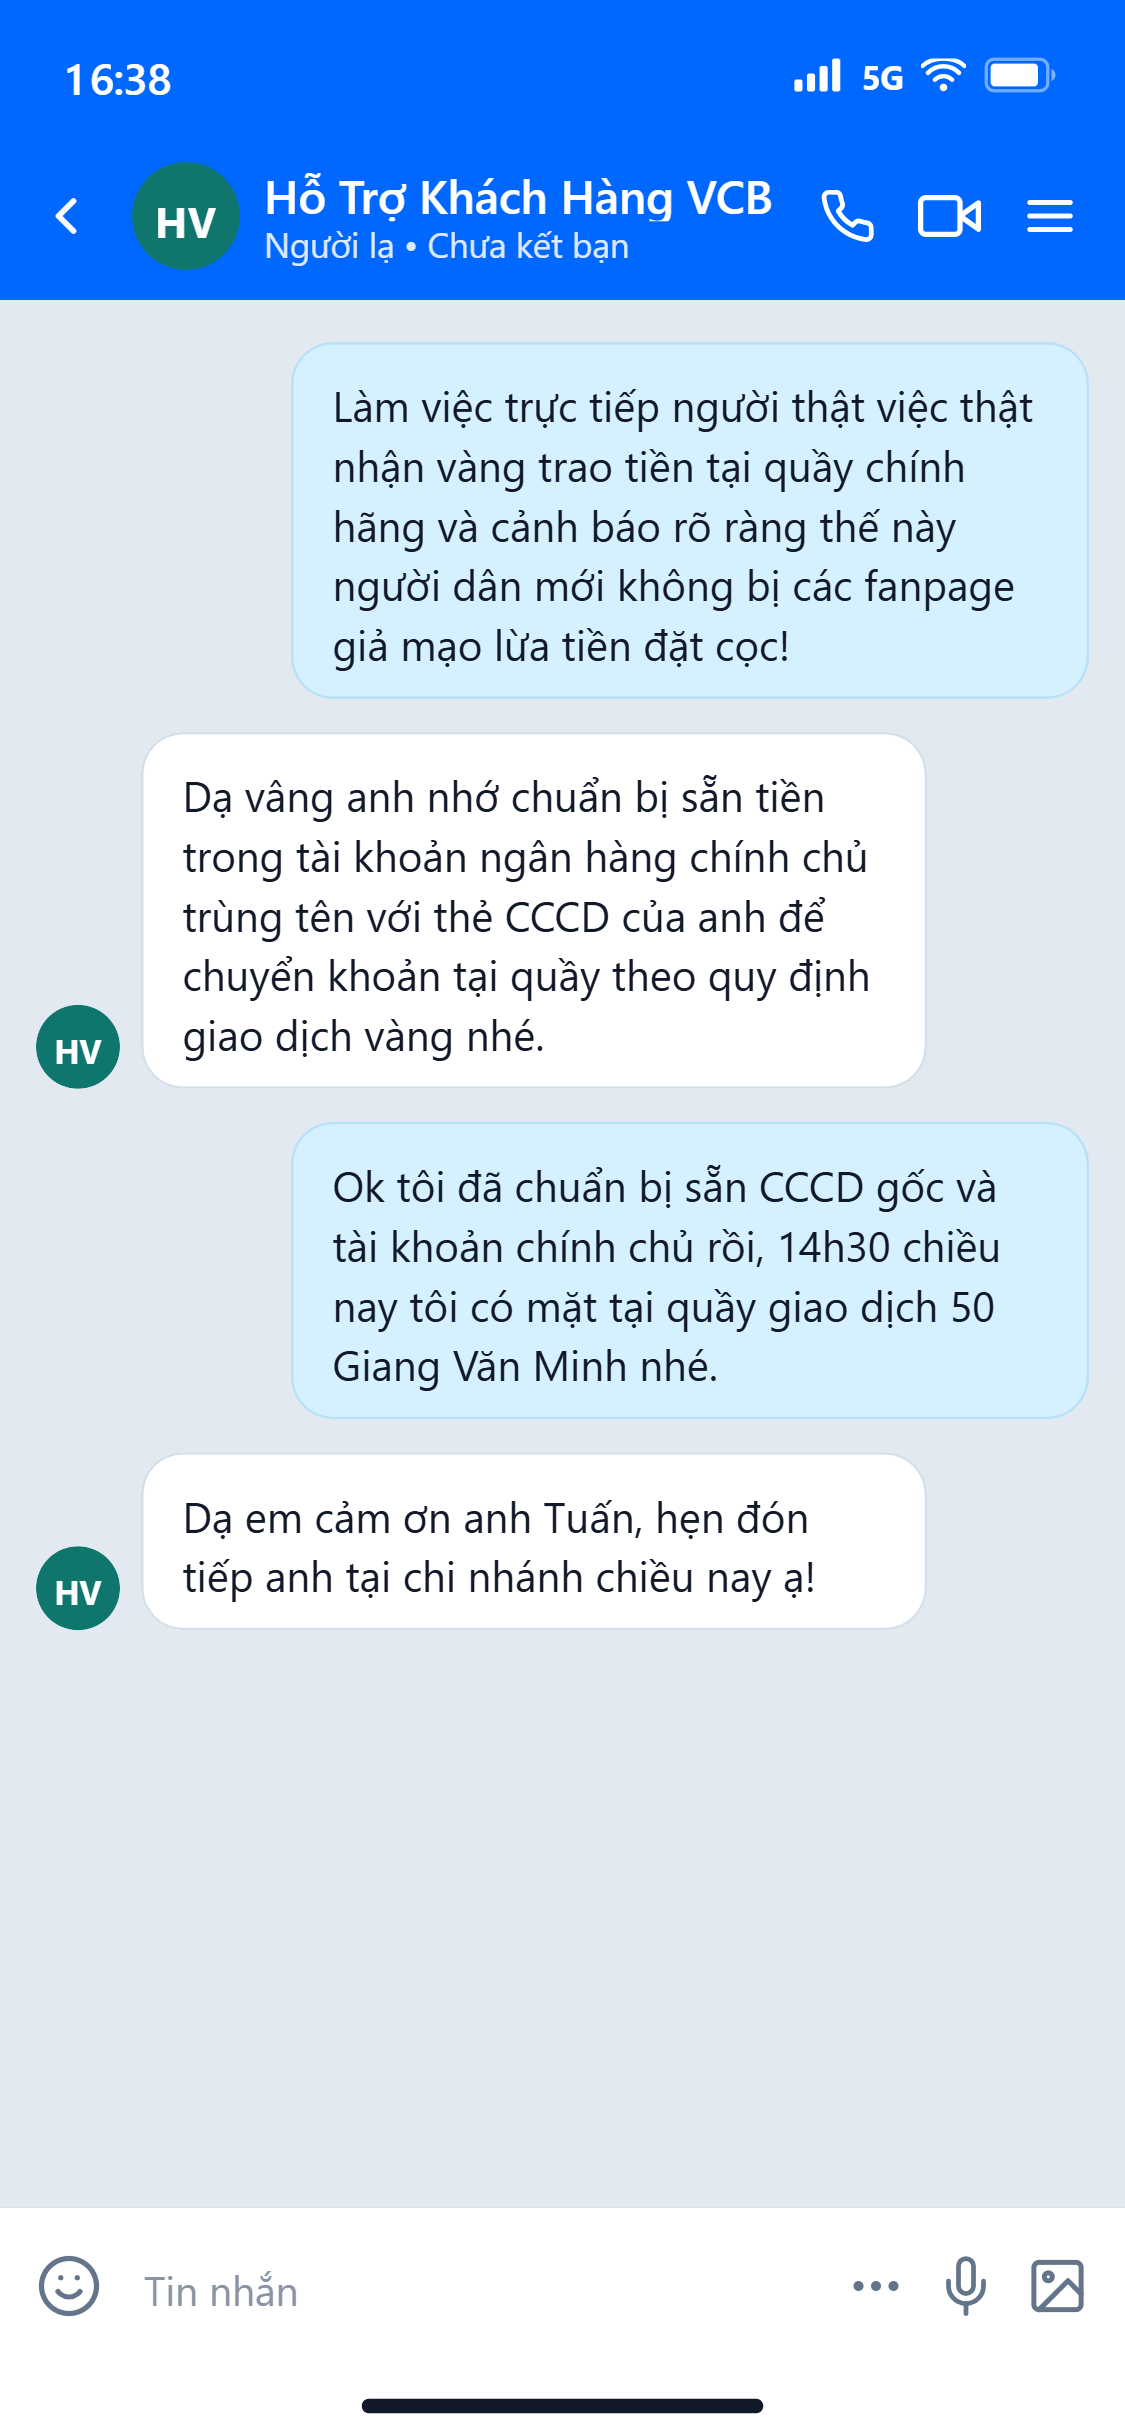 16:38
5G
HV
Hỗ Trợ Khách Hàng VCB
Người lạ • Chưa kết bạn
Làm việc trực tiếp người thật việc thật
nhận vàng trao tiền tại quầy chính
hãng và cảnh báo rõ ràng thế này
người dân mới không bị các fanpage
giả mạo lừa tiền đặt cọc!
Dạ vâng anh nhớ chuẩn bị sẵn tiền
trong tài khoản ngân hàng chính chủ
trùng tên với thẻ CCCD của anh để
chuyển khoản tại quầy theo quy định
giao dịch vàng nhé.
HV
Ok tôi đã chuẩn bị sẵn CCCD gốc và
tài khoản chính chủ rồi, 14h30 chiều
nay tôi có mặt tại quầy giao dịch 50
Giang Văn Minh nhé.
Dạ em cảm ơn anh Tuấn, hẹn đón
tiếp anh tại chi nhánh chiều nay ạ!
HV
Tin nhắn